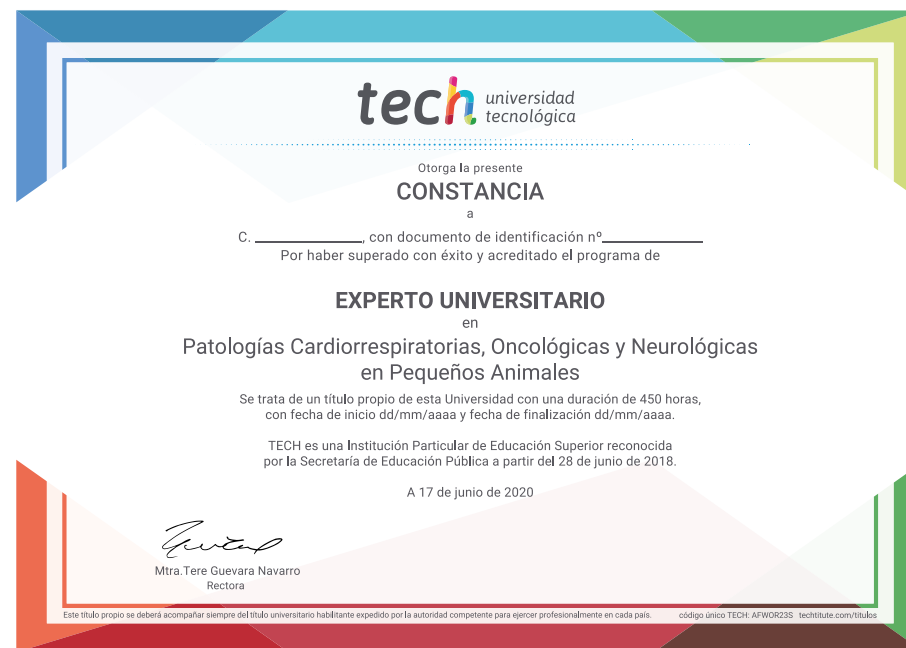 tech universidad
tecnológica
Otorga la presente
CONSTANCIA
a
C. ____________, con documento de identificación nº____________
Por haber superado con éxito y acreditado el programa de
EXPERTO UNIVERSITARIO
en
Patologías Cardiorrespiratorias, Oncológicas y Neurológicas
en Pequeños Animales
Se trata de un título propio de esta Universidad con una duración de 450 horas,
con fecha de inicio dd/mm/aaaa y fecha de finalización dd/mm/aaaa.
TECH es una Institución Particular de Educación Superior reconocida
por la Secretaría de Educación Pública a partir del 28 de junio de 2018.
A 17 de junio de 2020
Mtra.Tere Guevara Navarro
Rectora
Este título propio se deberá acompañar siempre del título universitario habilitante expedido por la autoridad competente para ejercer profesionalmente en cada país. código único TECH: AFWOR23S techtitute.com/titulos